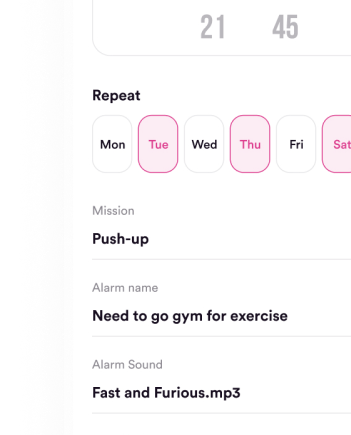 21 45
Repeat
Mon Tue Wed Thu Fri Sat
Mission
Push-up
Alarm name
Need to go gym for exercise
Alarm Sound
Fast and Furious.mp3